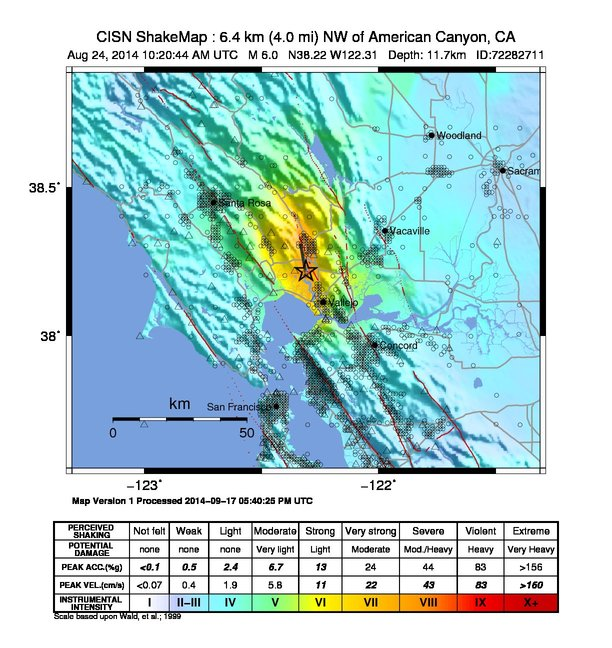 CISN ShakeMap : 6.4 km (4.0 mi) NW of American Canyon, CA
Aug 24, 2014 10:20:44 AM UTC M 6.0 N38.22 W122.31 Depth: 11.7km ID:72282711
Woodland
Sacram
38.5°
Santa Rosa
Vacaville
Vallejo
38°
Concord
km
San Francisco
0 50
−123° −122°
Map Version 1 Processed 2014−09−17 05:40:25 PM UTC
PERCEIVED SHAKING Not felt Weak Light Moderate Strong Very strong Severe Violent Extreme
POTENTIAL DAMAGE none none none Very light Light Moderate Mod./Heavy Heavy Very Heavy
PEAK ACC.(%g) <0.1 0.5 2.4 6.7 13 24 44 83 >156
PEAK VEL.(cm/s) <0.07 0.4 1.9 5.8 11 22 43 83 >160
INSTRUMENTAL INTENSITY I II−III IV V VI VII VIII IX X+
Scale based upon Wald, et al.; 1999